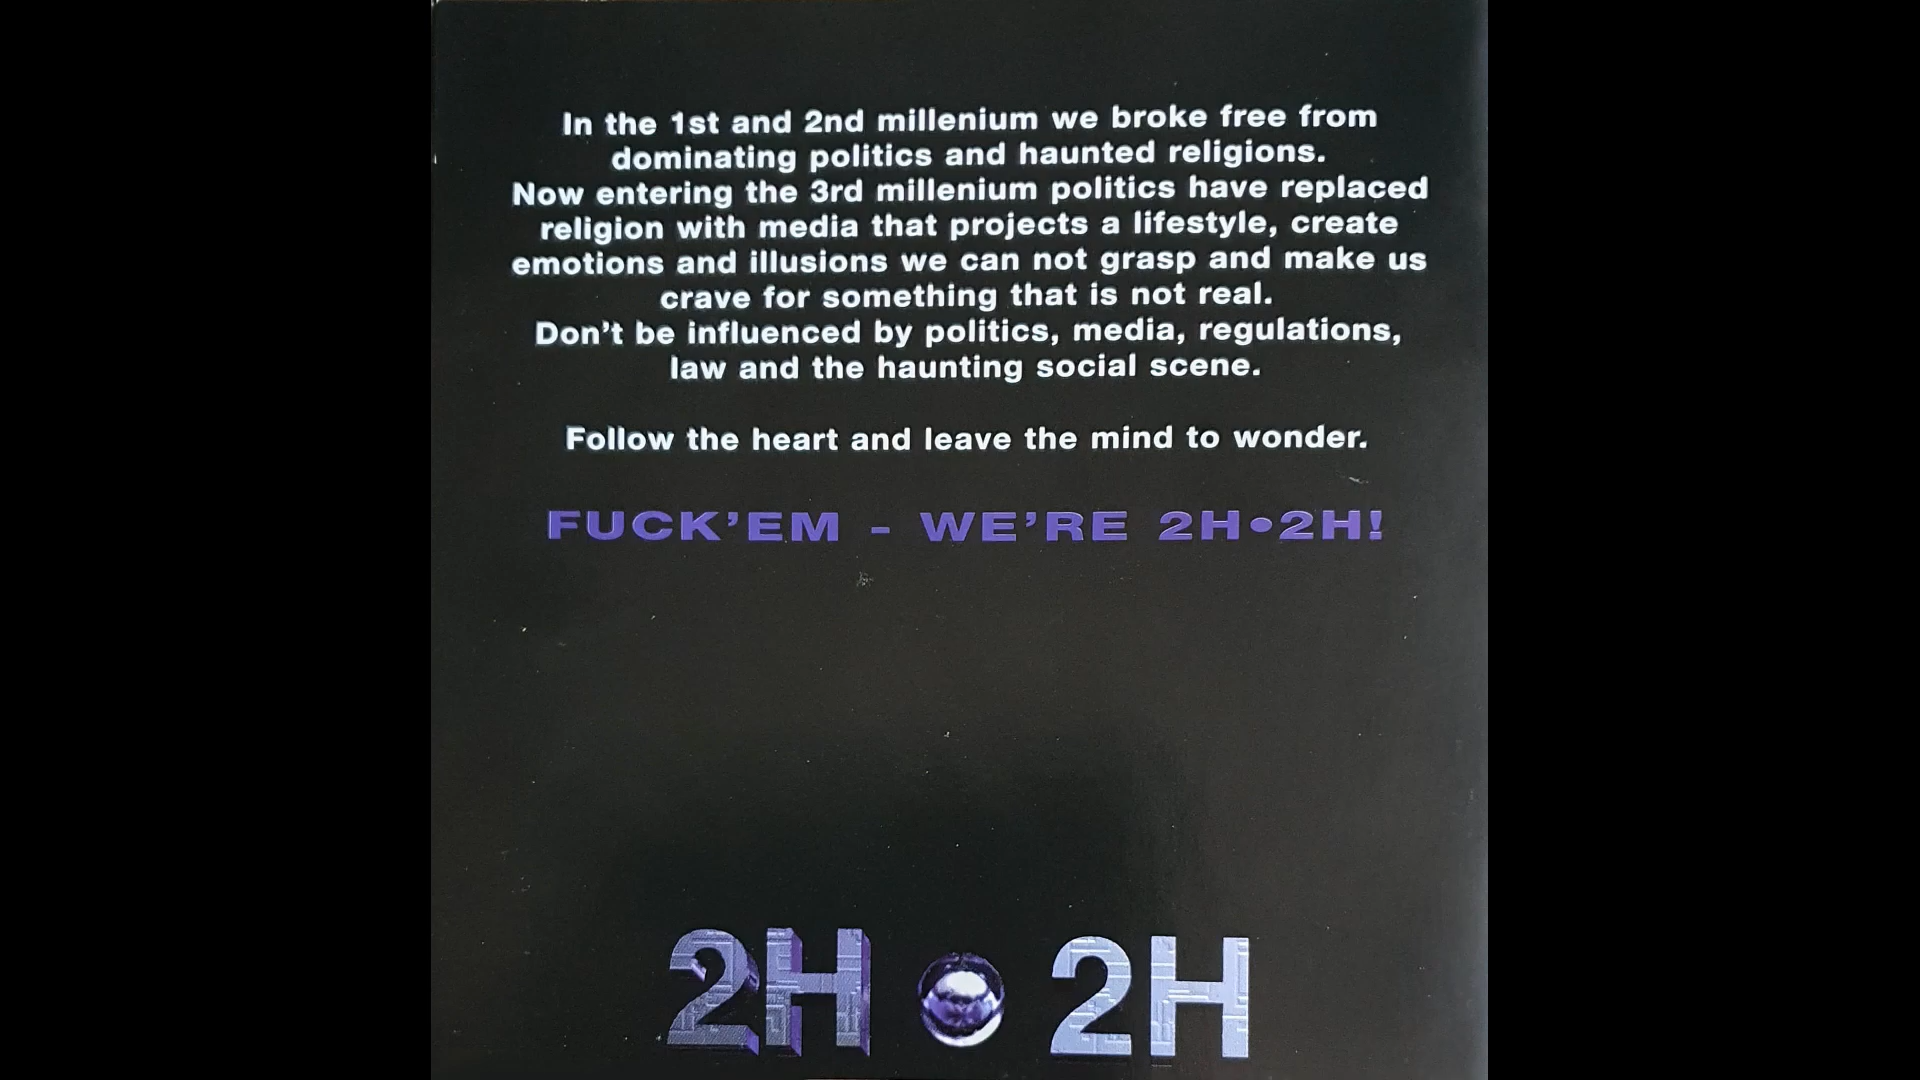 In the 1st and 2nd millenium we broke free from
dominating politics and haunted religions.
Now entering the 3rd millenium politics have replaced
religion with media that projects a lifestyle, create
emotions and illusions we can not grasp and make us
crave for something that is not real.
Don't be influenced by politics, media, regulations,
law and the haunting social scene.
Follow the heart and leave the mind to wonder.
FUCK'EM - WE'RE 2H•2H!
2H • 2H